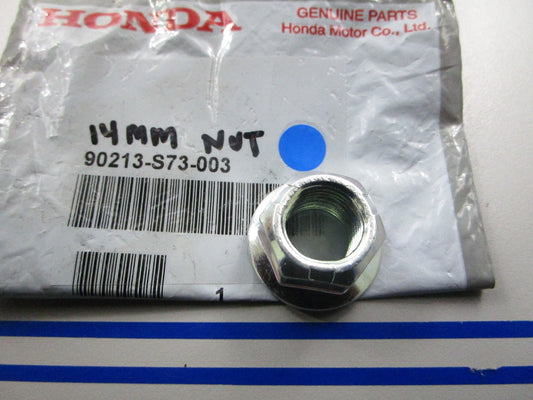 HONDA
GENUINE PARTS
Honda Motor Co., Ltd.
14MM NUT
90213-S73-003
1